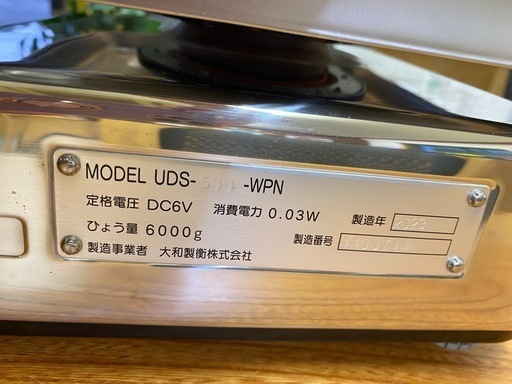 MODEL UDS-600-WPN
定格電圧 DC6V 消費電力 0.03W
ひょう量 6000g
製造事業者 大和製衡株式会社
製造年 2023
製造番号